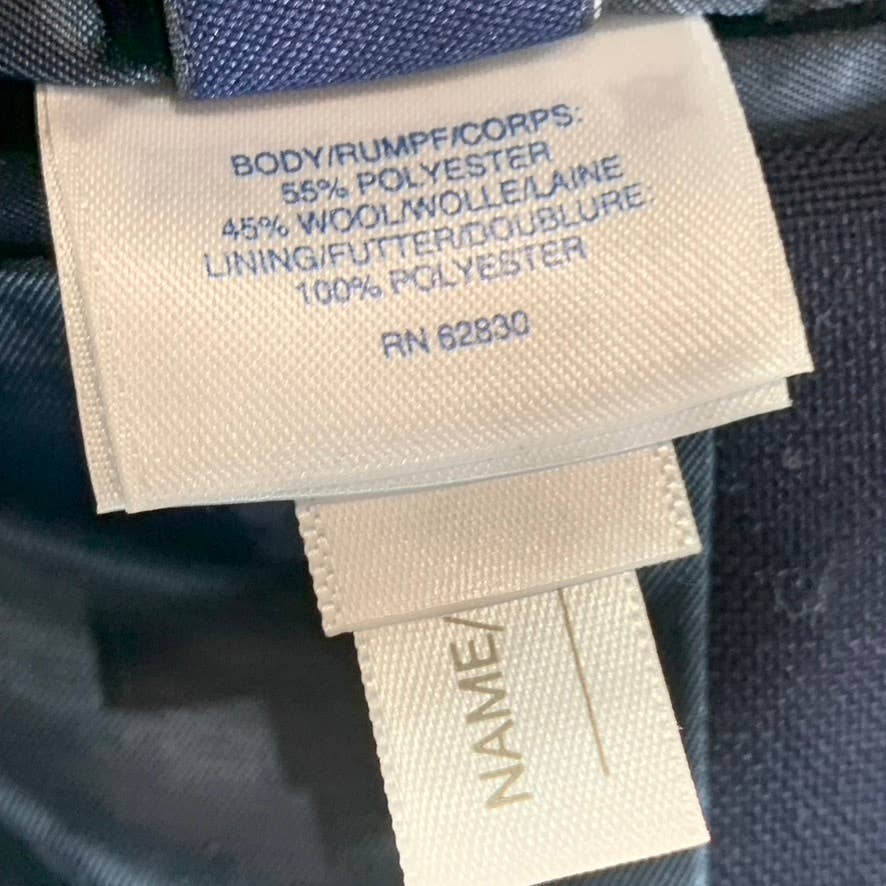 BODY/RUMPF/CORPS:
55% POLYESTER
45% WOOL/WOLLE/LAINE
LINING/FUTTER/DOUBLURE:
100% POLYESTER
RN 62830
NAME/